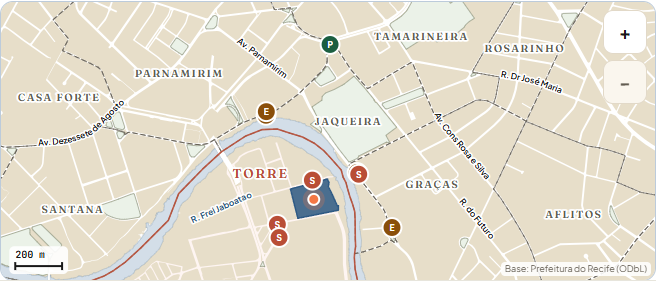 P
TAMARINEIRA
ROSARINHO
Av. Parnamirim
PARNAMIRIM
R. Dr José Maria
CASA FORTE
E
JAQUEIRA
Av. Dezessete de Agosto
Av. Cons Rosa e Silva
TORRE
S
S
GRAÇAS
SANTANA
R. Frei Jaboatao
R. do Futuro
AFLITOS
S
S
E
200 m
Base: Prefeitura do Recife (ODbL)
+
−